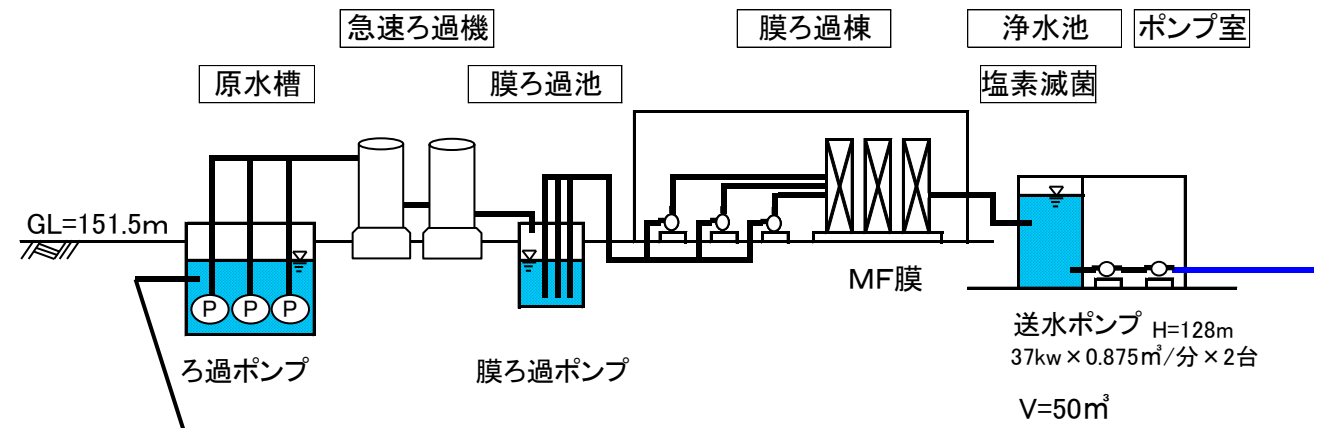 急速ろ過機
膜ろ過棟
浄水池
ポンプ室
原水槽
膜ろ過池
塩素滅菌
GL=151.5m
P
P
P
MF膜
ろ過ポンプ
膜ろ過ポンプ
送水ポンプ H=128m
37kw×0.875㎥/分×2台
V=50㎥